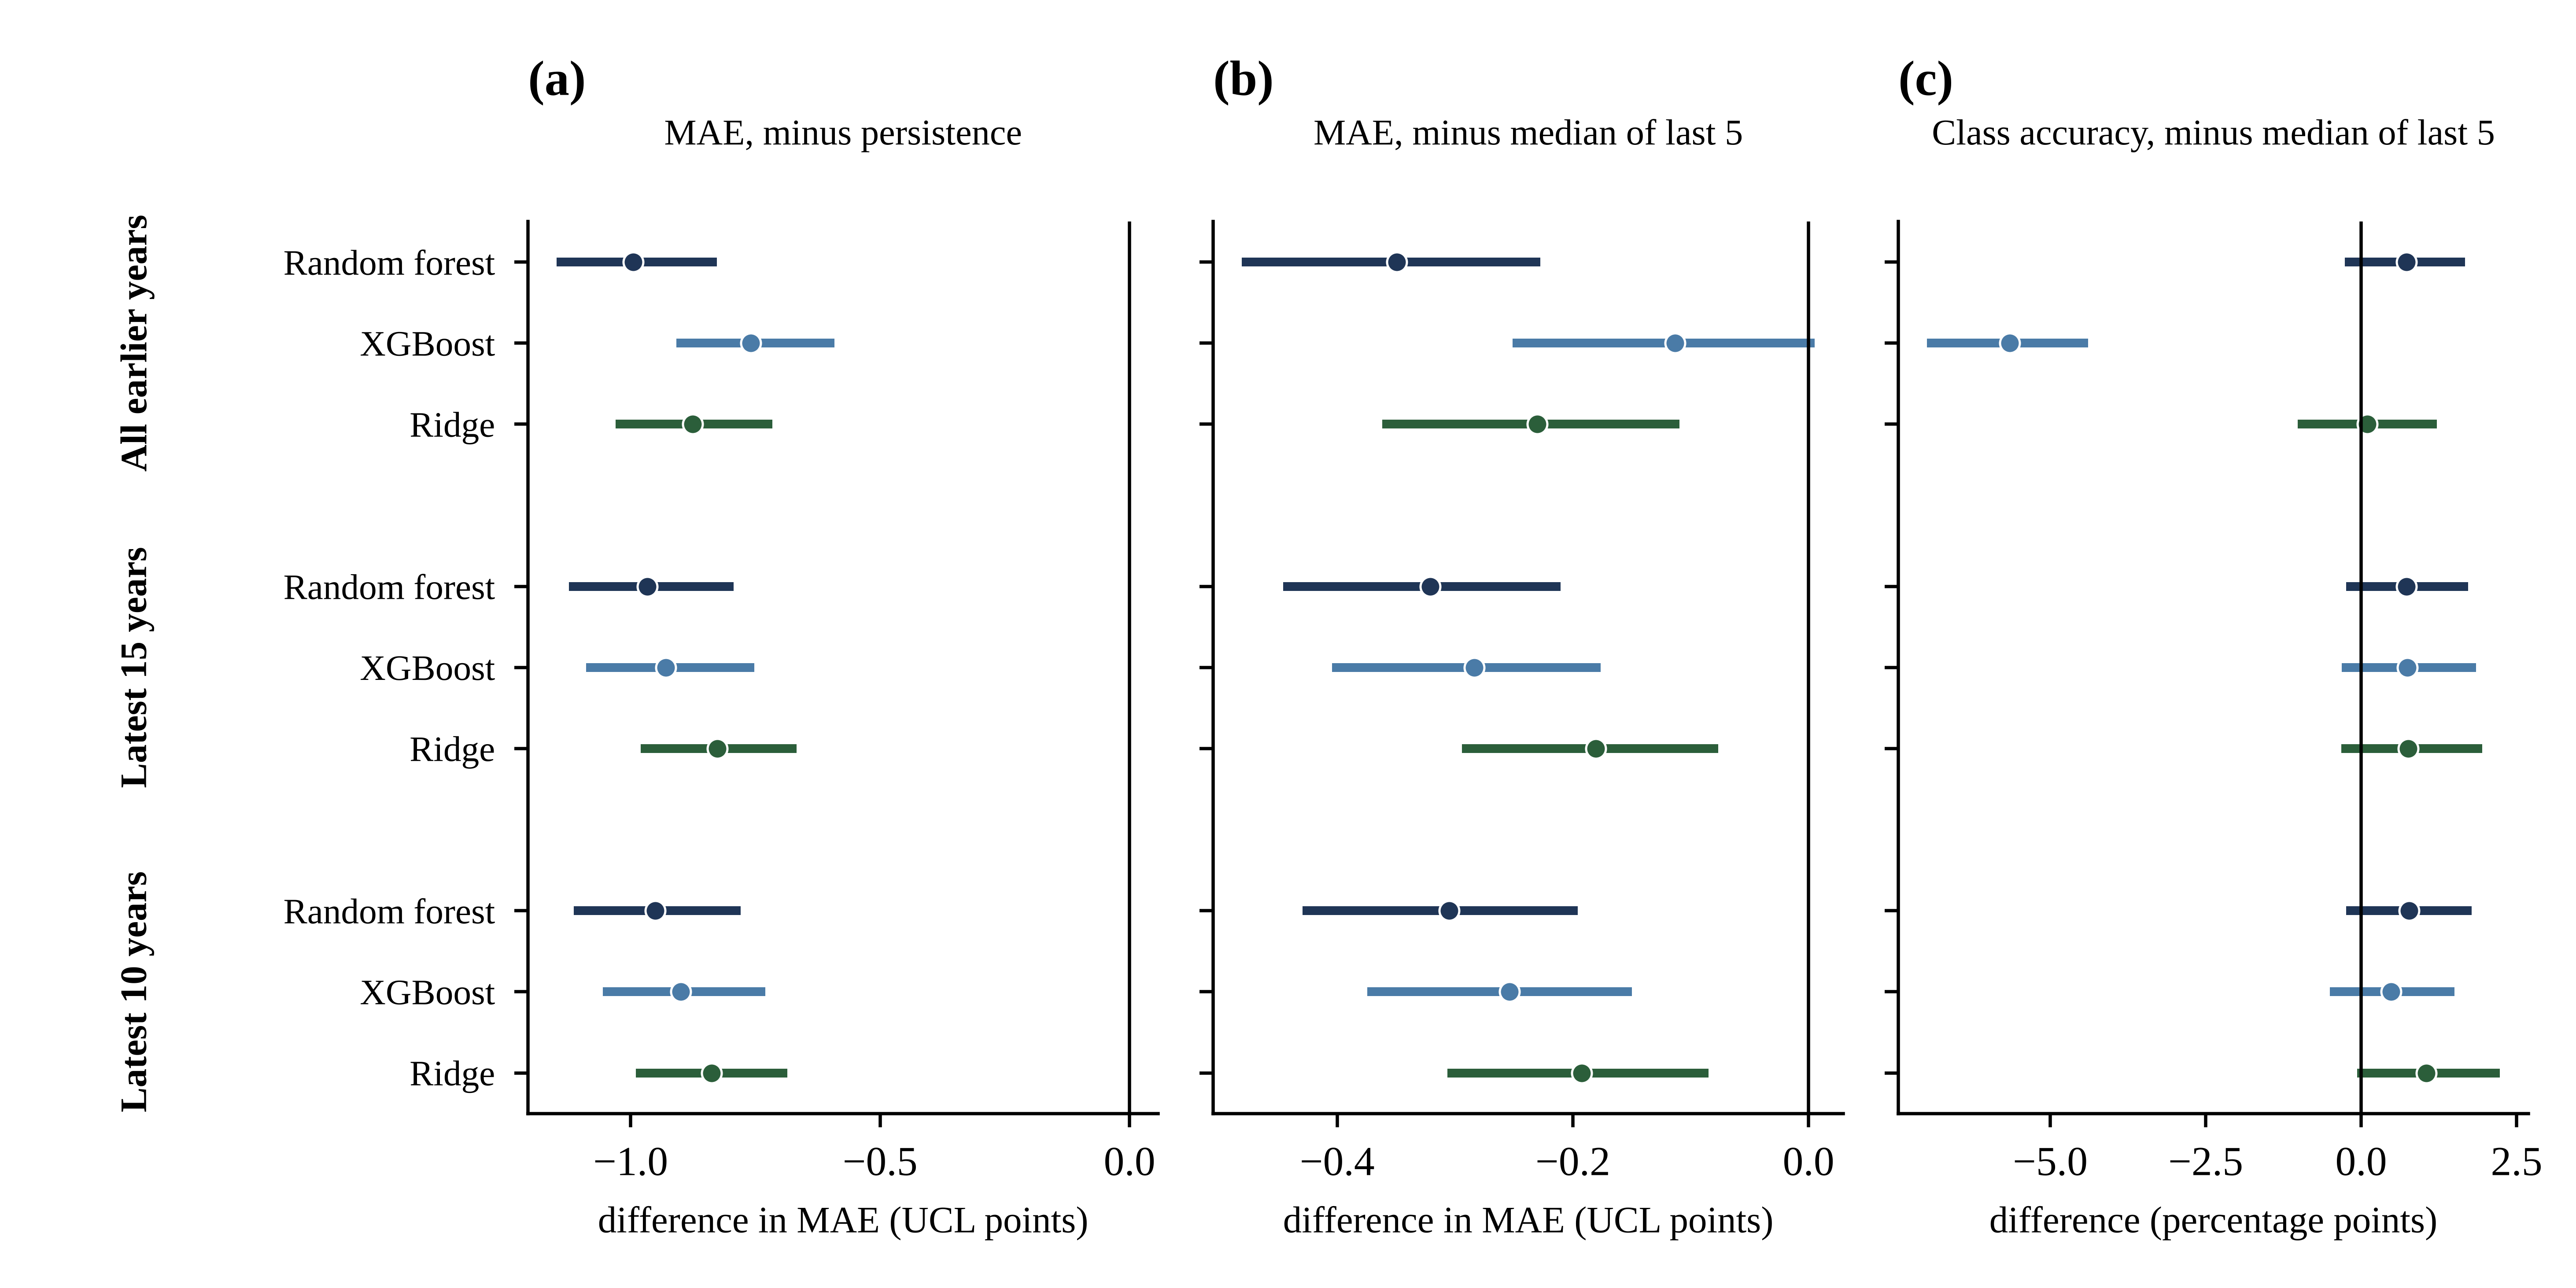 (a)
MAE, minus persistence
(b)
MAE, minus median of last 5
(c)
Class accuracy, minus median of last 5
All earlier years
Random forest
XGBoost
Ridge
Latest 15 years
Random forest
XGBoost
Ridge
Latest 10 years
Random forest
XGBoost
Ridge
−1.0 −0.5 0.0
difference in MAE (UCL points)
−0.4 −0.2 0.0
difference in MAE (UCL points)
−5.0 −2.5 0.0 2.5
difference (percentage points)